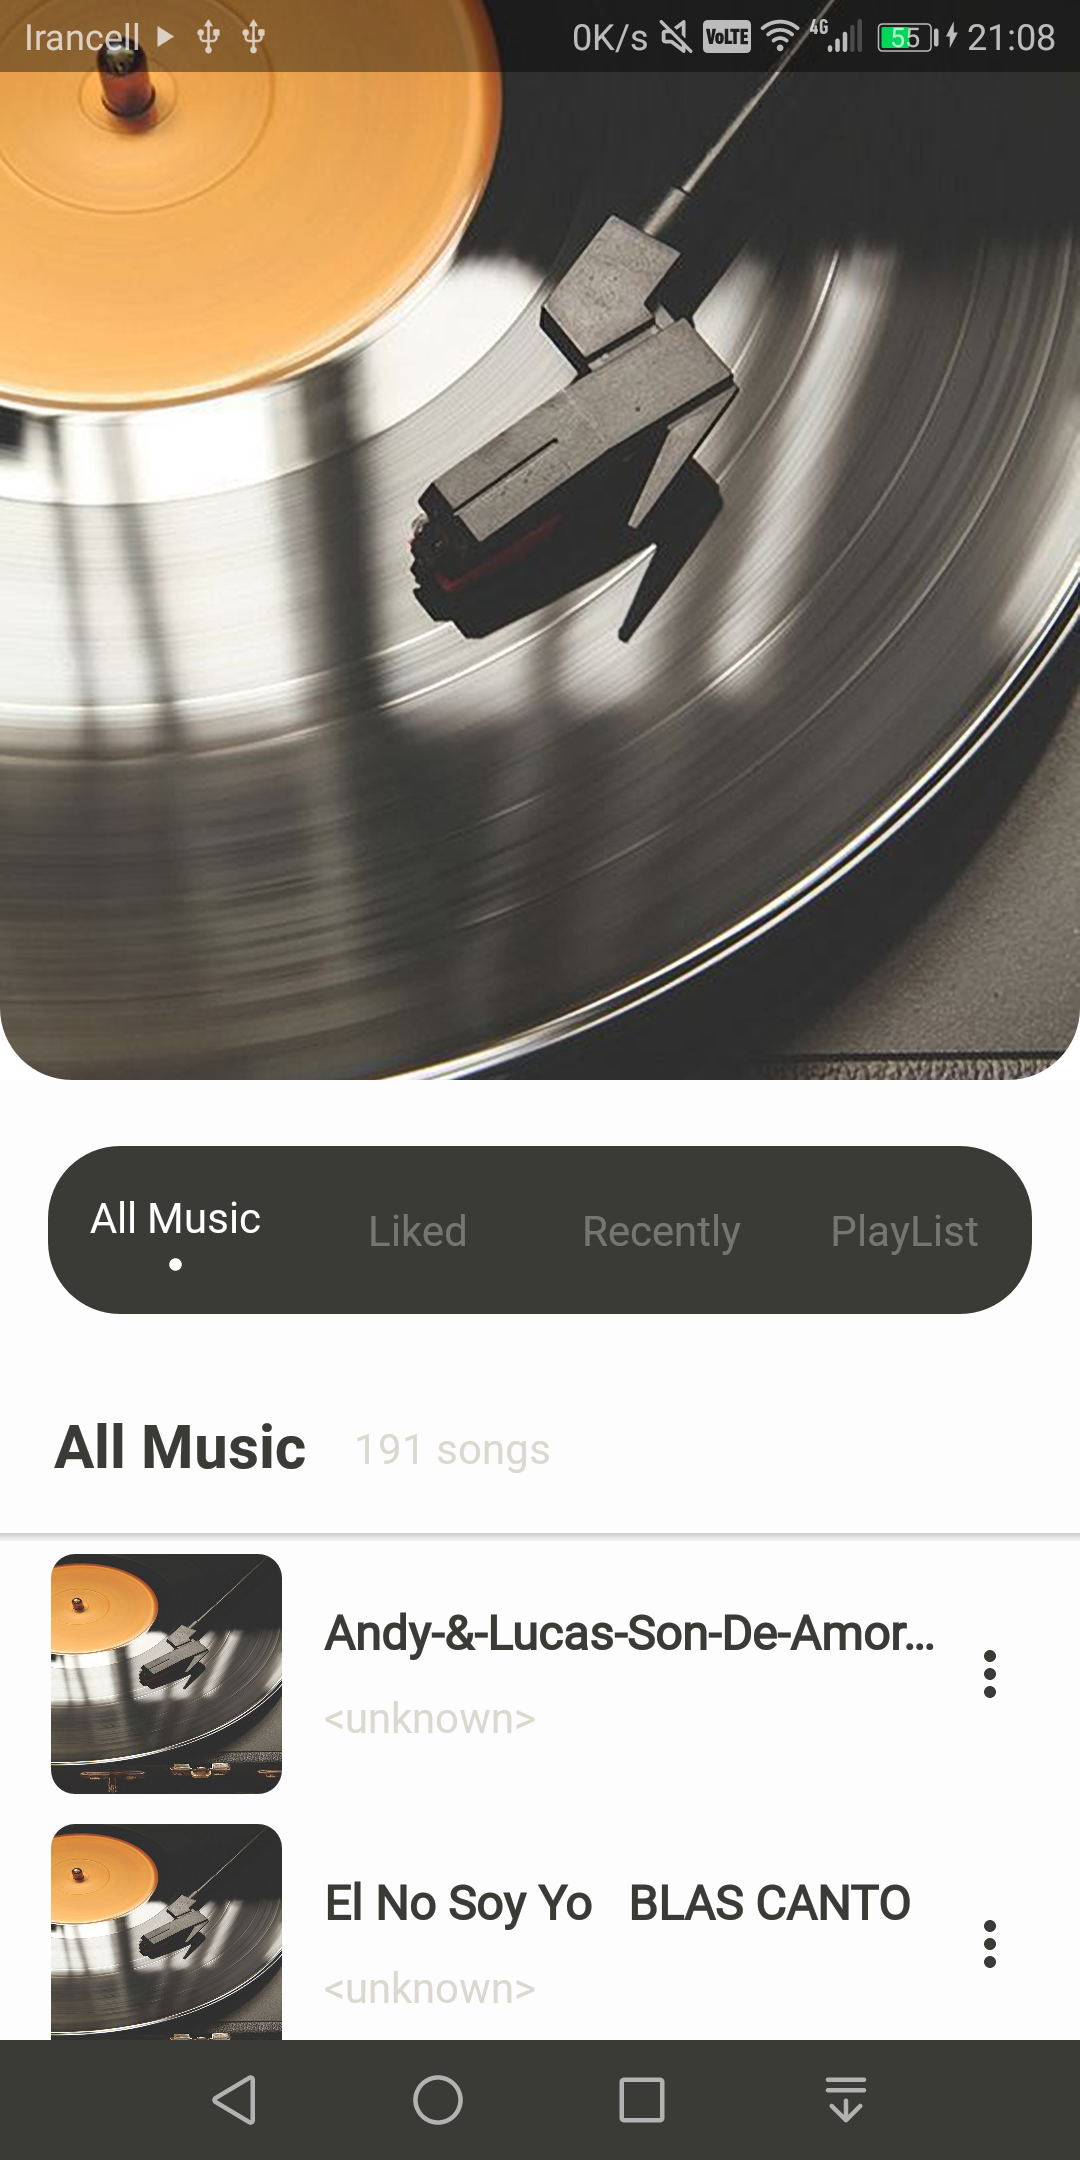 Irancell 0K/s VoLTE 4G 55 21:08
All Music Liked Recently PlayList
All Music 191 songs
Andy-&-Lucas-Son-De-Amor...
<unknown>
El No Soy Yo   BLAS CANTO
<unknown>